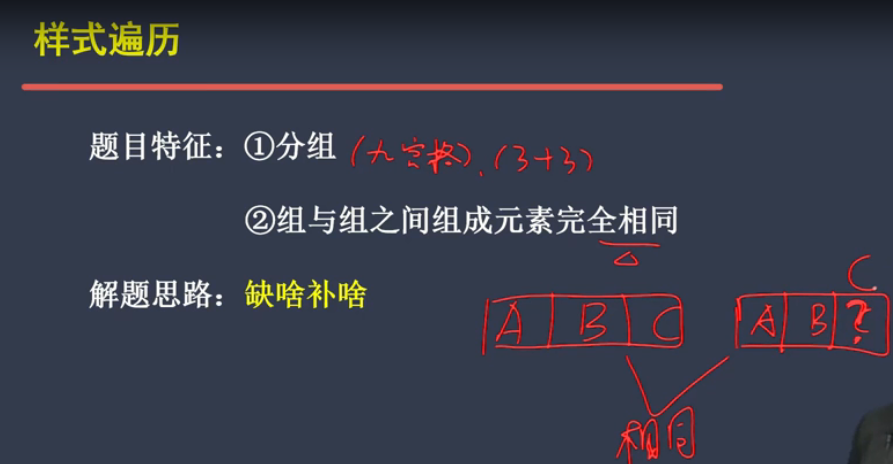 样式遍历
题目特征：①分组 (九宫格)、(3+3)
②组与组之间组成元素完全相同
解题思路：缺啥补啥
C
A B C A B ?
相同